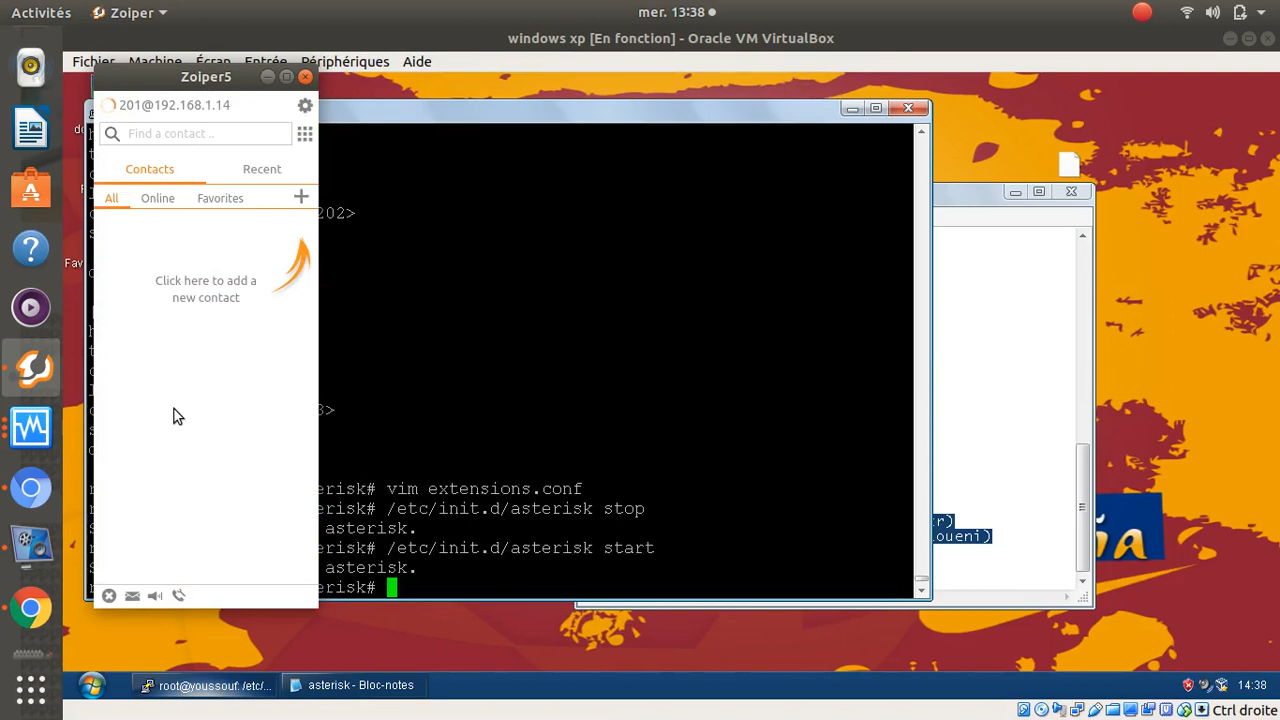 Activités Zoiper mer. 13:38
windows xp [En fonction] - Oracle VM VirtualBox
Fichier Machine Écran Entrée Périphériques Aide
Zoiper5
201@192.168.1.14
Find a contact ..
Contacts Recent
All Online Favorites
Click here to add a
new contact
202>
3>
erisk# vim extensions.conf
erisk# /etc/init.d/asterisk stop
asterisk.
erisk# /etc/init.d/asterisk start
asterisk.
erisk#
r)
loueni)
ia
root@youssouf: /etc/...
asterisk - Bloc-notes
14:38
Ctrl droite